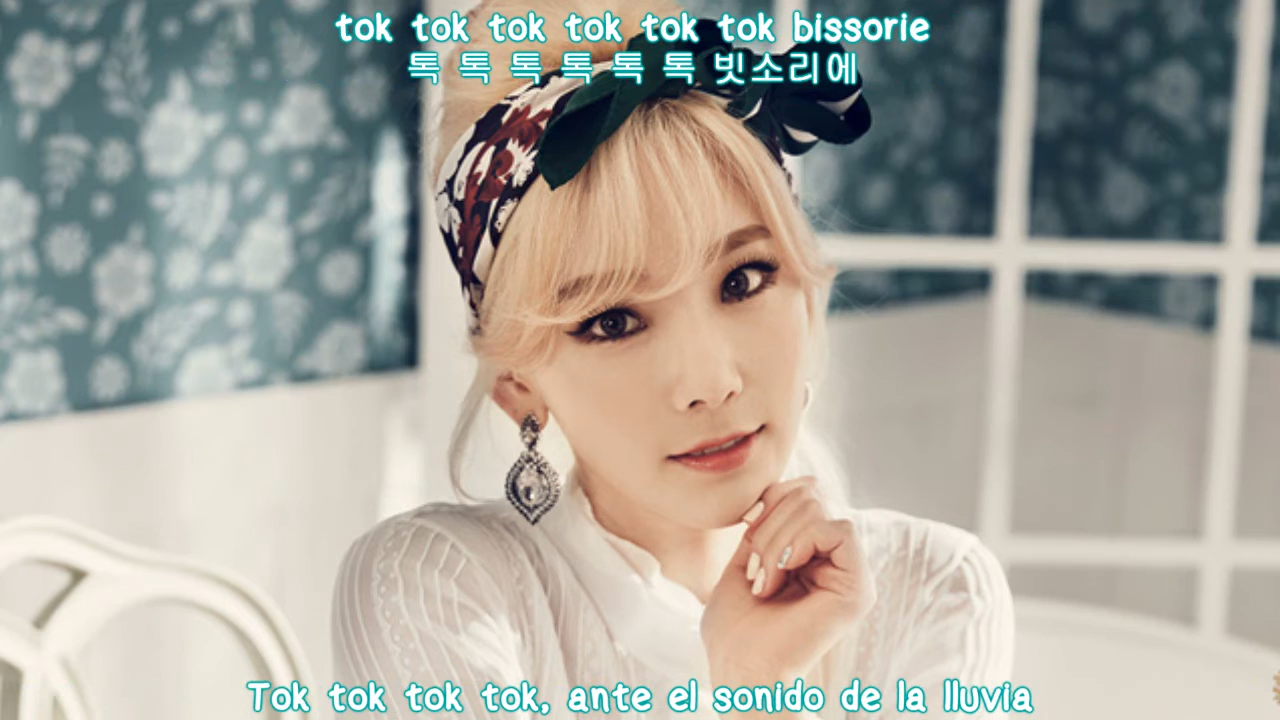 tok tok tok tok tok tok bissorie
톡 톡 톡 톡 톡 톡 빗소리에
Tok tok tok tok, ante el sonido de la lluvia